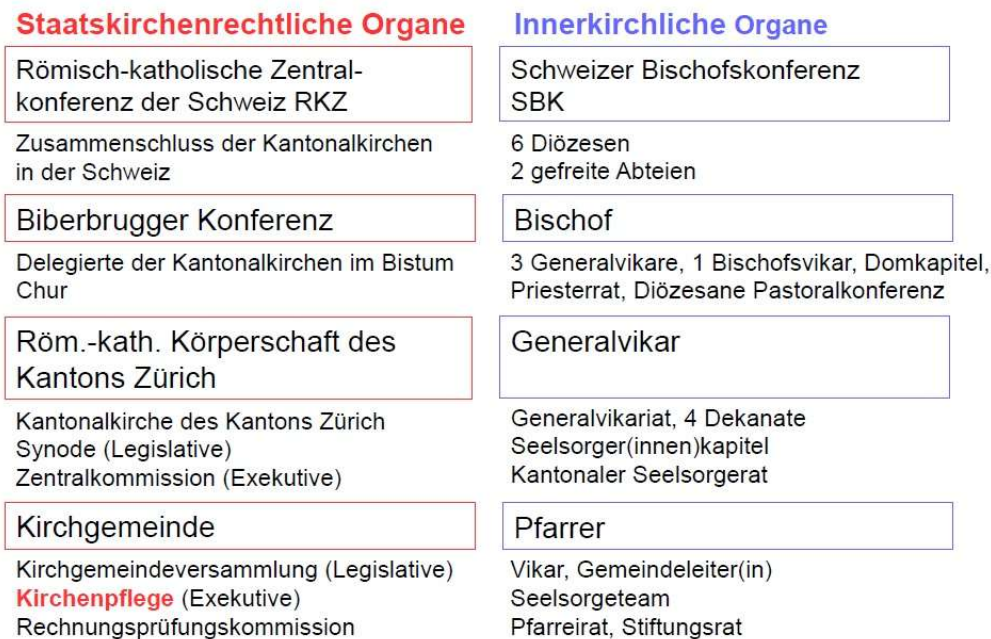 Staatskirchenrechtliche Organe
Römisch-katholische Zentral-
konferenz der Schweiz RKZ
Zusammenschluss der Kantonalkirchen
in der Schweiz
Biberbrugger Konferenz
Delegierte der Kantonalkirchen im Bistum
Chur
Röm.-kath. Körperschaft des
Kantons Zürich
Kantonalkirche des Kantons Zürich
Synode (Legislative)
Zentralkommission (Exekutive)
Kirchgemeinde
Kirchgemeindeversammlung (Legislative)
Kirchenpflege (Exekutive)
Rechnungsprüfungskommission
Innerkirchliche Organe
Schweizer Bischofskonferenz
SBK
6 Diözesen
2 gefreite Abteien
Bischof
3 Generalvikare, 1 Bischofsvikar, Domkapitel,
Priesterrat, Diözesane Pastoralkonferenz
Generalvikar
Generalvikariat, 4 Dekanate
Seelsorger(innen)kapitel
Kantonaler Seelsorgerat
Pfarrer
Vikar, Gemeindeleiter(in)
Seelsorgeteam
Pfarreirat, Stiftungsrat